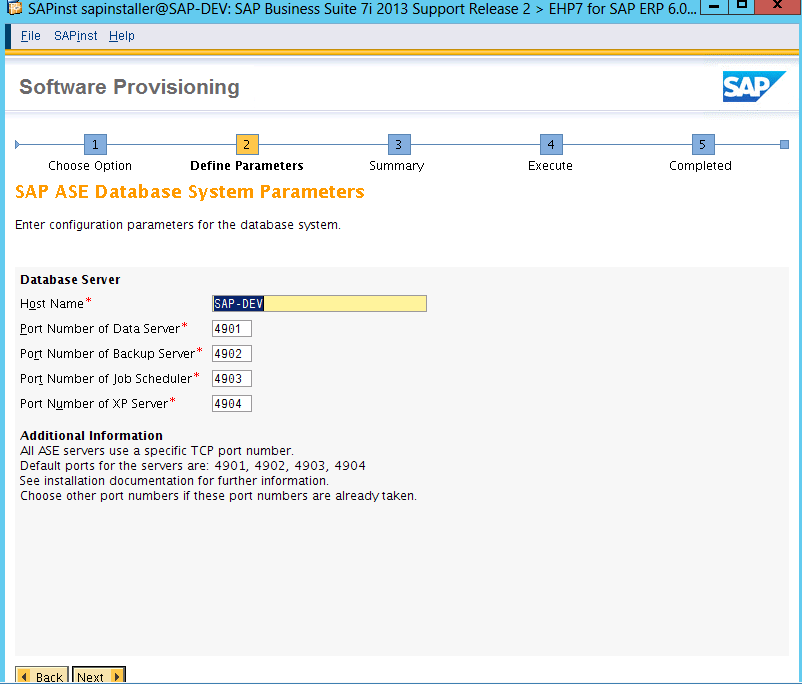 SAPinst sapinstaller@SAP-DEV: SAP Business Suite 7i 2013 Support Release 2 > EHP7 for SAP ERP 6.0...
File SAPinst Help
Software Provisioning
SAP
1 2 3 4 5
Choose Option Define Parameters Summary Execute Completed
SAP ASE Database System Parameters
Enter configuration parameters for the database system.
Database Server
Host Name* SAP-DEV
Port Number of Data Server* 4901
Port Number of Backup Server* 4902
Port Number of Job Scheduler* 4903
Port Number of XP Server* 4904
Additional Information
All ASE servers use a specific TCP port number.
Default ports for the servers are: 4901, 4902, 4903, 4904
See installation documentation for further information.
Choose other port numbers if these port numbers are already taken.
Back Next